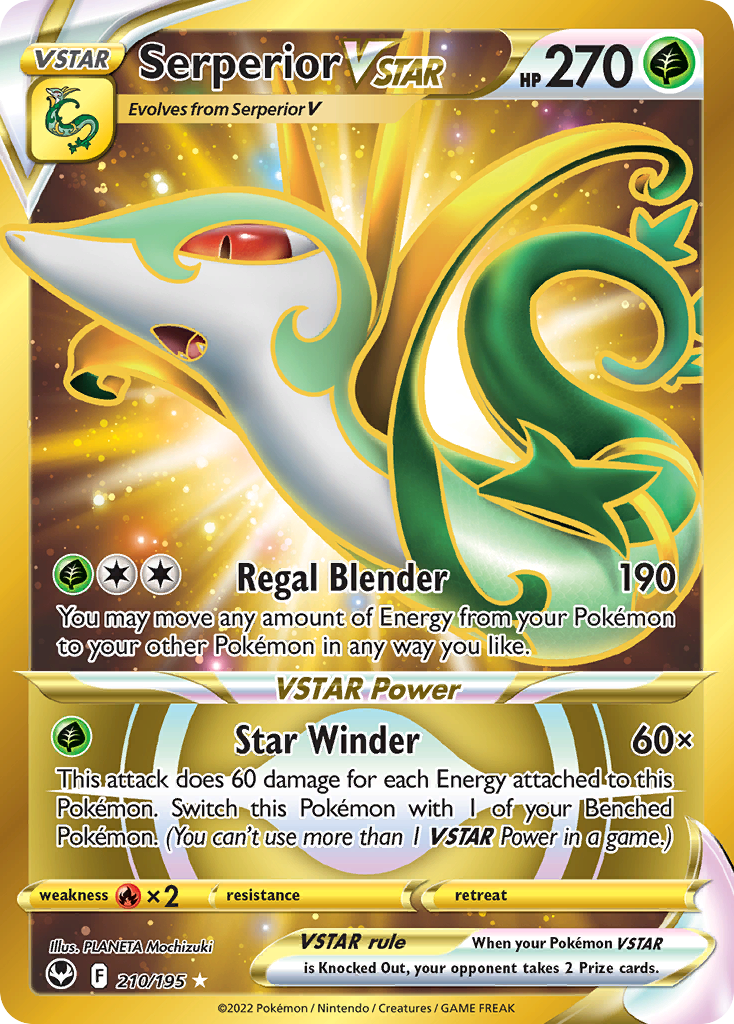 VSTAR
Serperior VSTAR
HP 270
Evolves from Serperior V
Regal Blender 190
You may move any amount of Energy from your Pokémon
to your other Pokémon in any way you like.
VSTAR Power
Star Winder 60×
This attack does 60 damage for each Energy attached to this
Pokémon. Switch this Pokémon with 1 of your Benched
Pokémon. (You can't use more than 1 VSTAR Power in a game.)
weakness ×2 resistance retreat
Illus. PLANETA Mochizuki
VSTAR rule When your Pokémon VSTAR
is Knocked Out, your opponent takes 2 Prize cards.
F 210/195 ★
©2022 Pokémon / Nintendo / Creatures / GAME FREAK